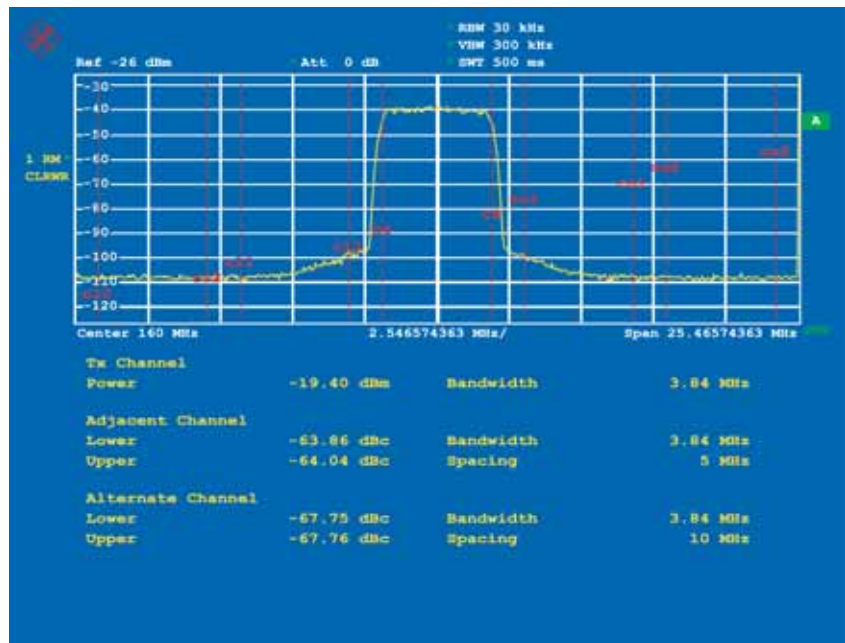 RBW 30 kHz
VBW 300 kHz
Ref -26 dBm Att 0 dB SWT 500 ms
-30
-40
A
-50
1 RM
-60
CLRWR
-70
-80
-90
-100
-110
-120
Center 160 MHz 2.546574363 MHz/ Span 25.46574363 MHz
Tx Channel
Power -19.40 dBm Bandwidth 3.84 MHz
Adjacent Channel
Lower -63.86 dBc Bandwidth 3.84 MHz
Upper -64.04 dBc Spacing 5 MHz
Alternate Channel
Lower -67.75 dBc Bandwidth 3.84 MHz
Upper -67.76 dBc Spacing 10 MHz